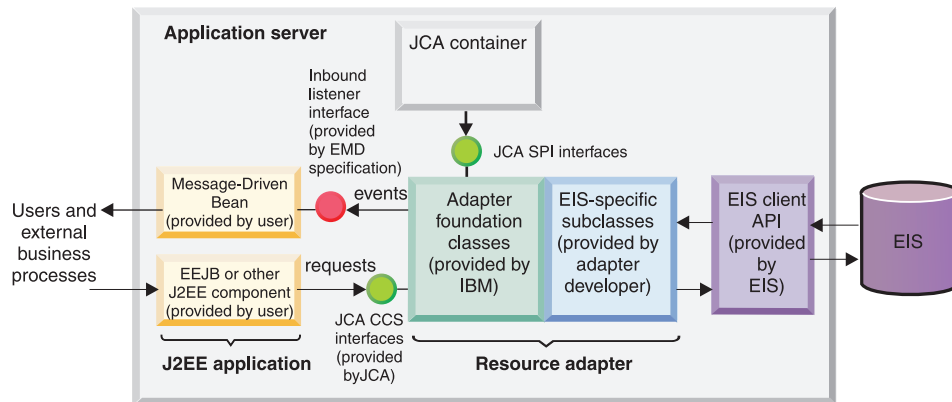 Application server
JCA container
Inbound
listener
interface
(provided
by EMD
specification)
JCA SPI interfaces
Message-Driven
Bean
(provided by user)
events
Adapter
foundation
classes
(provided by
IBM)
EIS-specific
subclasses
(provided by
adapter
developer)
EIS client
API
(provided
by
EIS)
EIS
Users and
external
business
processes
EEJB or other
J2EE component
(provided by user)
requests
JCA CCS
interfaces
(provided
byJCA)
J2EE application
Resource adapter